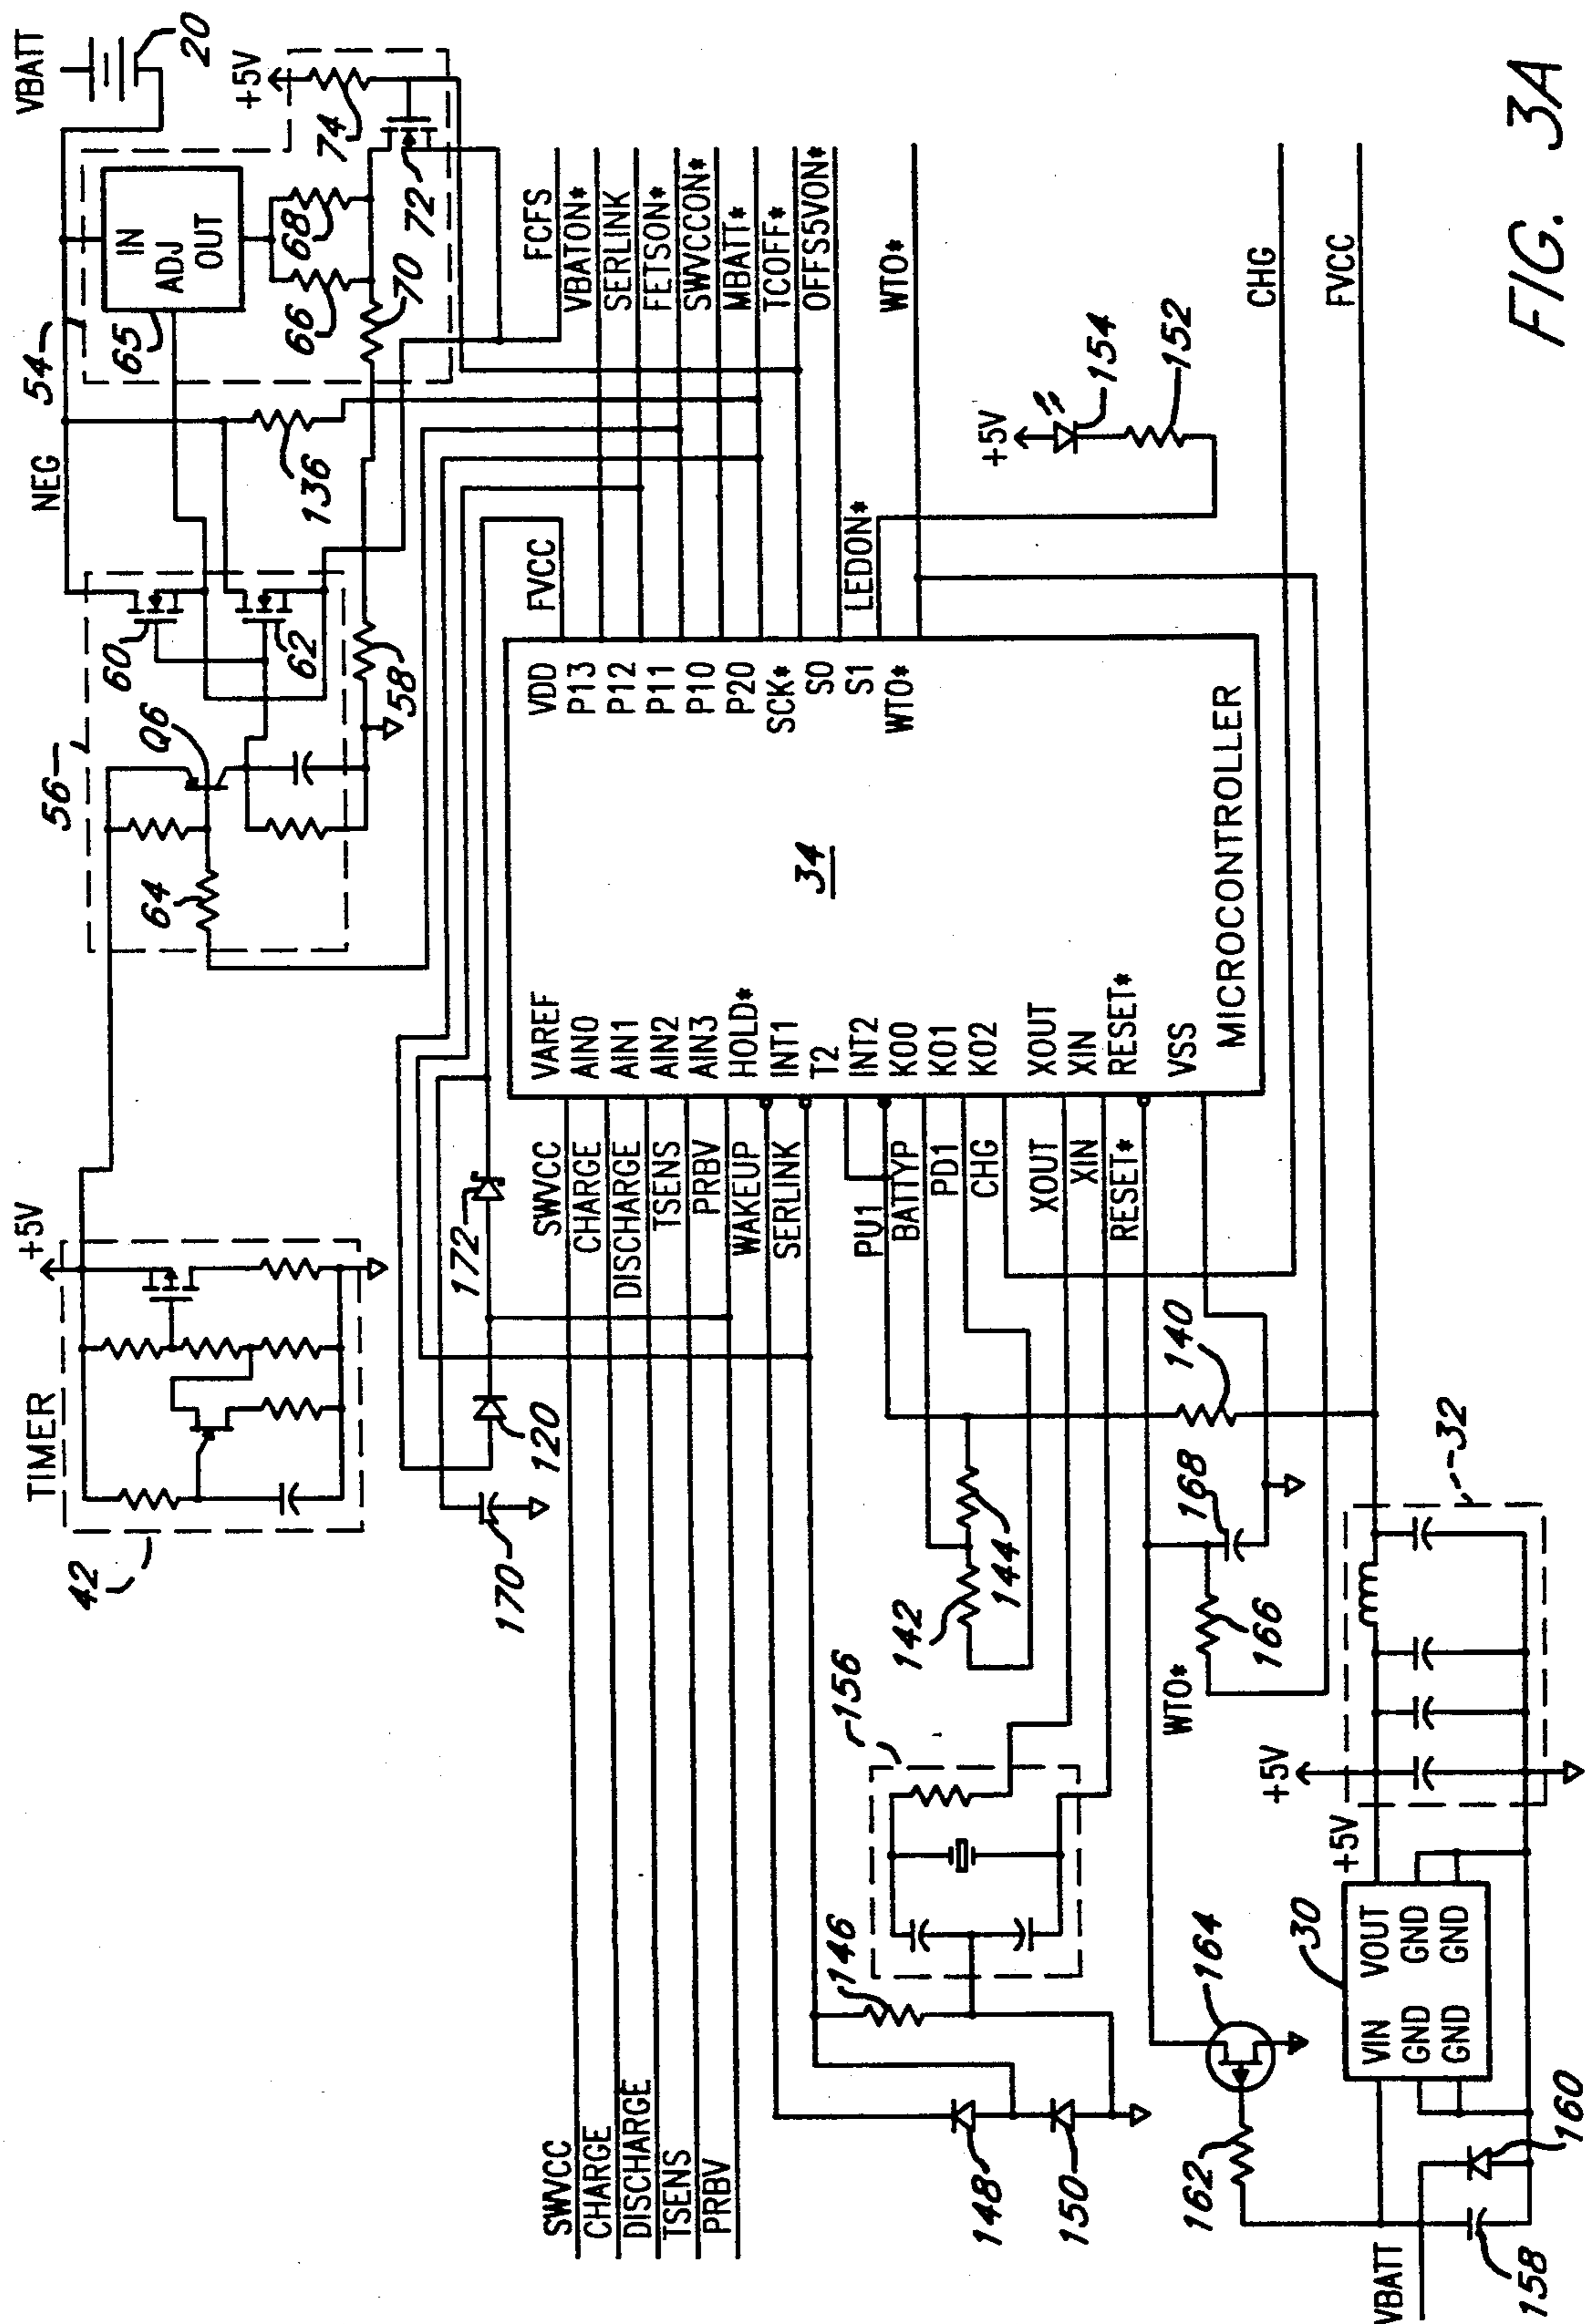 VBATT
20
+5V
74
72
IN
ADJ
OUT
65
54
66
68
70
NEG
136
56
60
62
58
Q6
64
+5V
TIMER
42
FCFS
VBATON*
SERLINK
FETSON*
SWVCCON*
MBATT*
TCOFF*
OFFS5VON*
WTO*
CHG
FVCC
FVCC
LEDON*
+5V
154
152
VDD
P13
P12
P11
P10
P20
SCK*
S0
S1
WTO*
34
MICROCONTROLLER
VAREF
AIN0
AIN1
AIN2
AIN3
HOLD*
INT1
T2
INT2
K00
K01
K02
XOUT
XIN
RESET*
VSS
SWVCC
CHARGE
DISCHARGE
TSENS
PRBV
WAKEUP
SERLINK
PU1
BATTYP
PD1
CHG
XOUT
XIN
RESET*
172
120
170
140
168
144
142
166
WTO*
156
146
SWVCC
CHARGE
DISCHARGE
TSENS
PRBV
148
150
164
162
32
+5V
+5V
30
VIN VOUT
GND GND
GND GND
160
158
VBATT
FIG. 3A